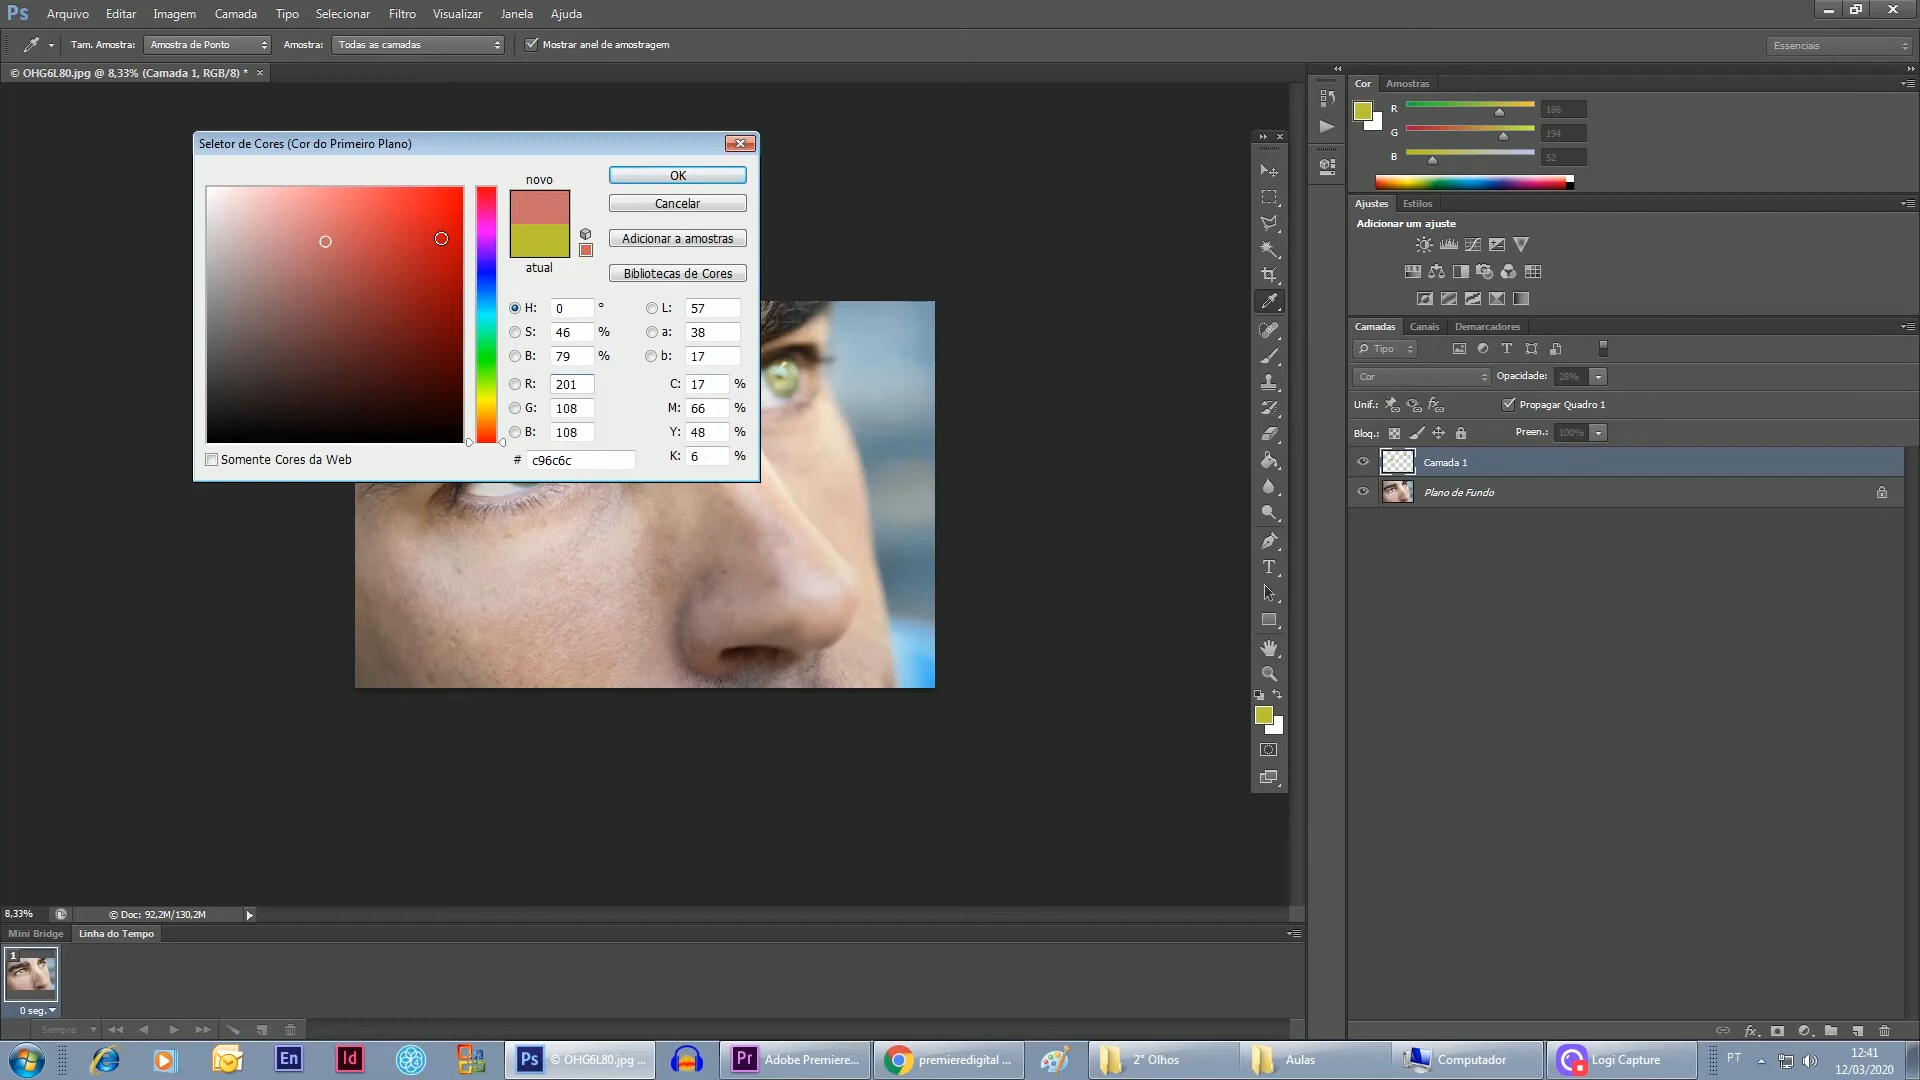 Ps Arquivo Editar Imagem Camada Tipo Selecionar Filtro Visualizar Janela Ajuda
Tam. Amostra: Amostra de Ponto Amostra: Todas as camadas Mostrar anel de amostragem Essenciais
© OHG6L80.jpg @ 8,33% (Camada 1, RGB/8) * ×
Seletor de Cores (Cor do Primeiro Plano)
novo
atual
OK
Cancelar
Adicionar a amostras
Bibliotecas de Cores
H: 0 ° L: 57
S: 46 % a: 38
B: 79 % b: 17
R: 201 C: 17 %
G: 108 M: 66 %
B: 108 Y: 48 %
# c96c6c K: 6 %
Somente Cores da Web
Cor Amostras
R 186
G 194
B 52
Ajustes Estilos
Adicionar um ajuste
Camadas Canais Demarcadores
Tipo
Cor Opacidade: 28%
Unif.: Propagar Quadro 1
Bloq.: Preen.: 100%
Camada 1
Plano de Fundo
8,33% © Doc: 92,2M/130,2M
Mini Bridge Linha do Tempo
1
0 seg.
Sempre
En Id Ps © OHG6L80.jpg ... Pr Adobe Premiere... premieredigital ... 2° Olhos Aulas Computador Logi Capture PT 12:41
12/03/2020